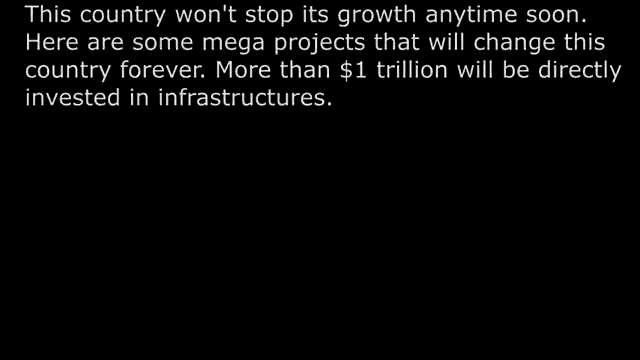 This country won't stop its growth anytime soon.
Here are some mega projects that will change this
country forever. More than $1 trillion will be directly
invested in infrastructures.